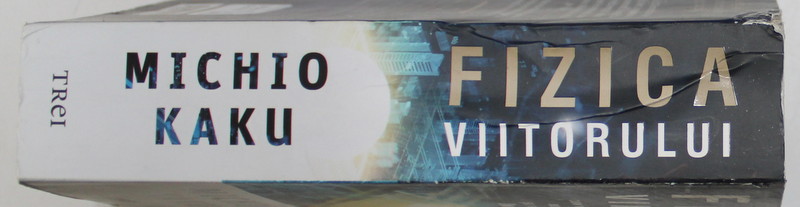 TREI
MICHIO
KAKU
FIZICA
VIITORULUI